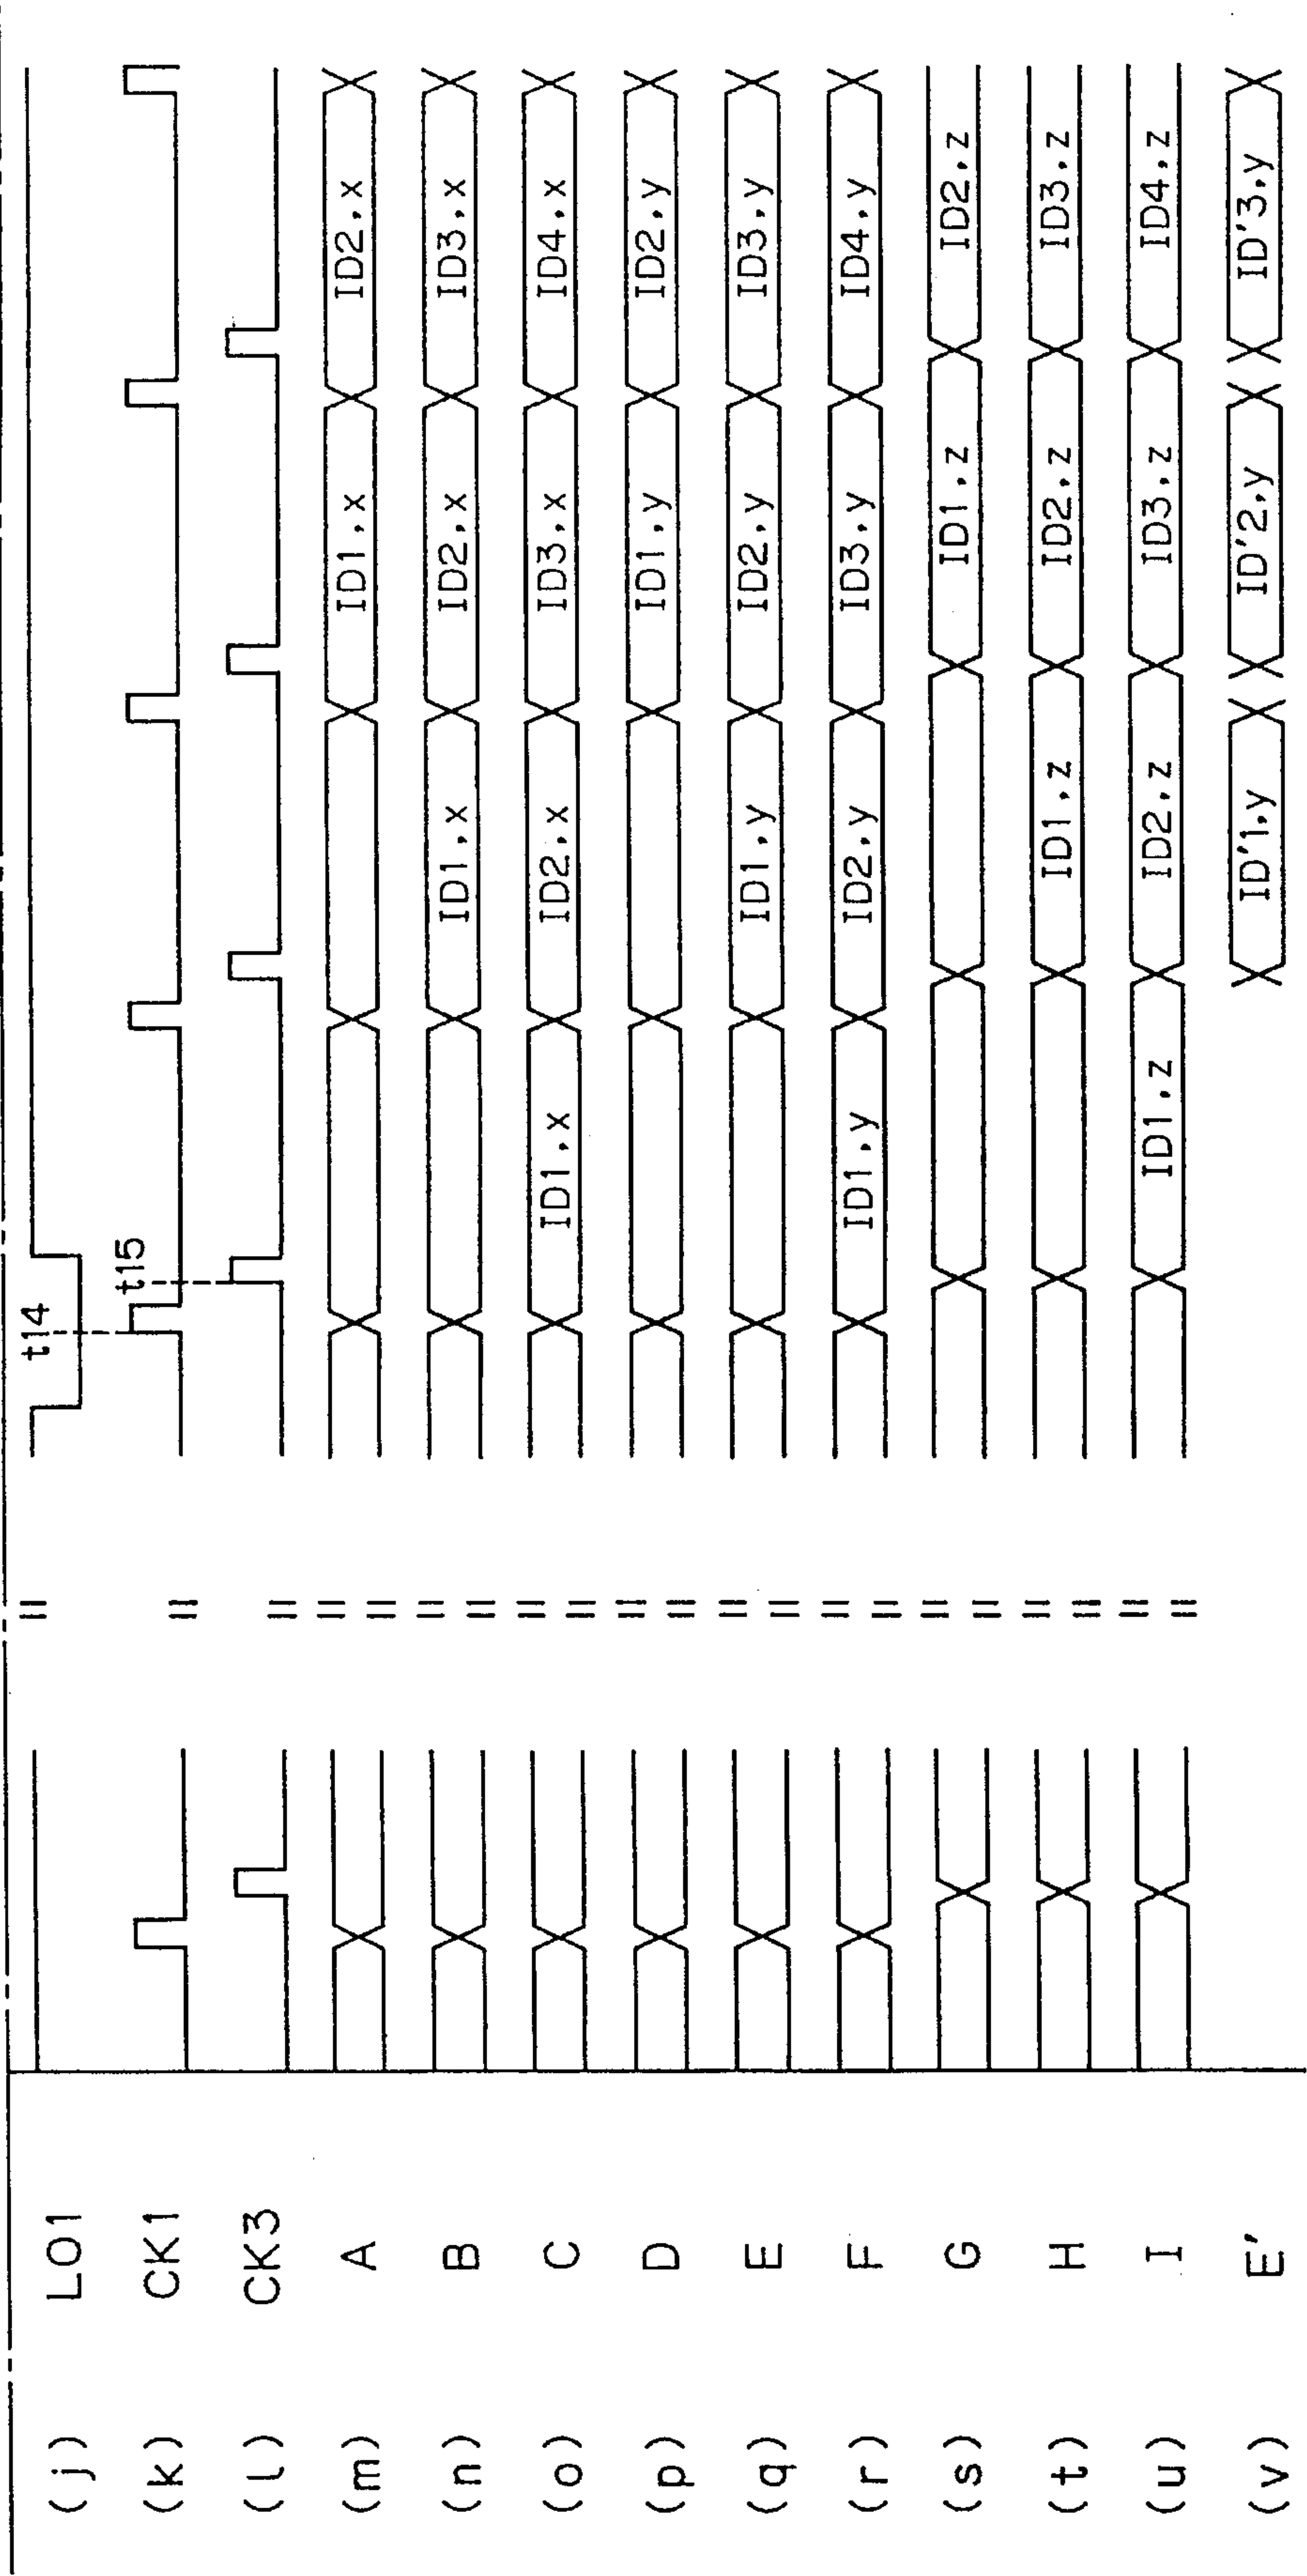 (j) LO1 t14
(k) CK1 t15
(l) CK3
(m) A ID1,x ID2,x
(n) B ID1,x ID2,x ID3,x
(o) C ID1,x ID2,x ID3,x ID4,x
(p) D ID1,y ID2,y
(q) E ID1,y ID2,y ID3,y
(r) F ID1,y ID2,y ID3,y ID4,y
(s) G ID1,z ID2,z
(t) H ID1,z ID2,z ID3,z
(u) I ID1,z ID2,z ID3,z ID4,z
(v) E' ID'1,y ID'2,y ID'3,y